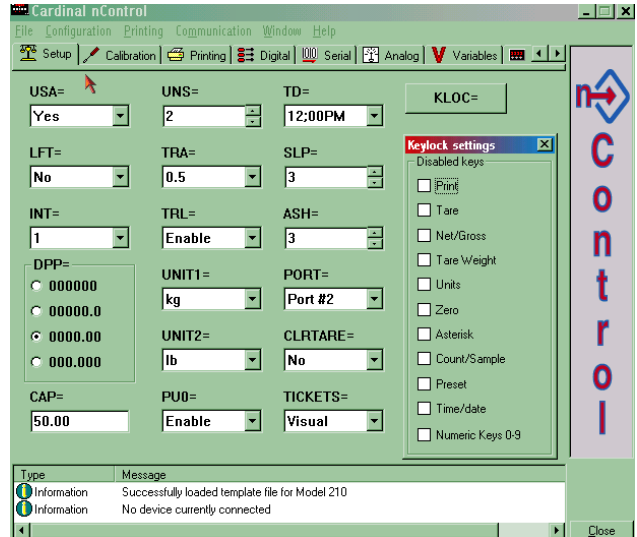 Cardinal nControl
File Configuration Printing Communication Window Help
Setup Calibration Printing Digital Serial Analog Variables
USA=
Yes
UNS=
2
TD=
12;00PM
KLOC=
LFT=
No
TRA=
0.5
SLP=
3
INT=
1
TRL=
Enable
ASH=
3
DPP=
000000
00000.0
0000.00
000.000
UNIT1=
kg
PORT=
Port #2
UNIT2=
lb
CLRTARE=
No
CAP=
50.00
PU0=
Enable
TICKETS=
Visual
Keylock settings
Disabled keys
Print
Tare
Net/Gross
Tare Weight
Units
Zero
Asterisk
Count/Sample
Preset
Time/date
Numeric Keys 0-9
n
Control
Type Message
Information Successfully loaded template file for Model 210
Information No device currently connected
Close